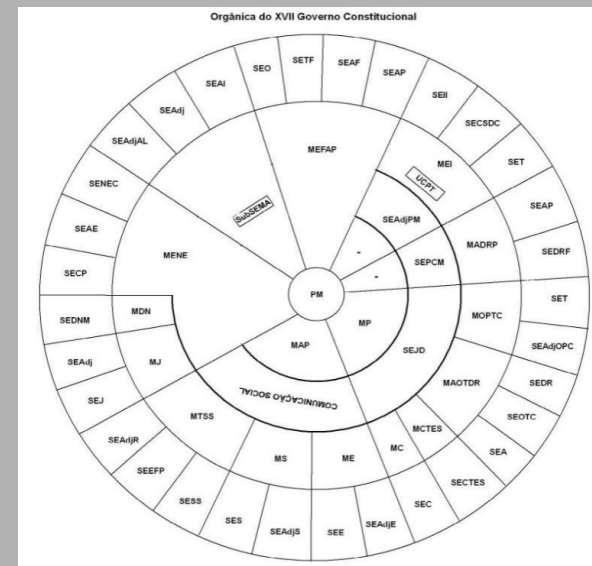 Orgânica do XVII Governo Constitucional
SEO
SETF
SEAF
SEAP
SEII
SECSDC
SET
SEAP
SEDRF
SET
SEAdjOPC
SEDR
SEOTC
SEA
SECTES
SEC
SEAdjE
SEE
SEAdjS
SES
SESS
SEEFP
SEAdjR
SEJ
SEAdj
SEDNM
SECP
SEAE
SENEC
SEAdjAL
SEAdj
SEAI
MEFAP
MEI
UCPT
MADRP
MOPTC
MAOTDR
MCTES
MC
ME
MS
MTSS
MJ
MDN
MENE
SubSEMA
SEAdjPM
SEPCM
SEJD
COMUNICAÇÃO SOCIAL
-
-
MP
MAP
PM